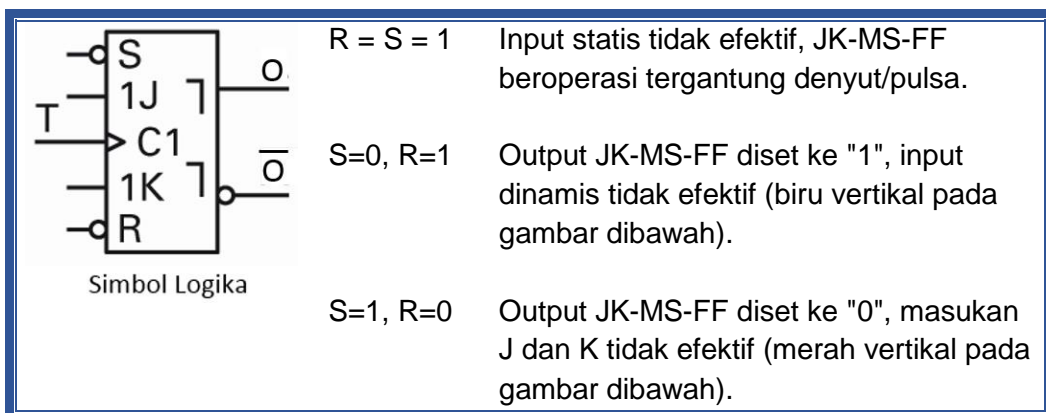 S
1J
O
T
C1
O
1K
R
Simbol Logika
R = S = 1 Input statis tidak efektif, JK-MS-FF
beroperasi tergantung denyut/pulsa.
S=0, R=1 Output JK-MS-FF diset ke "1", input
dinamis tidak efektif (biru vertikal pada
gambar dibawah).
S=1, R=0 Output JK-MS-FF diset ke "0", masukan
J dan K tidak efektif (merah vertikal pada
gambar dibawah).